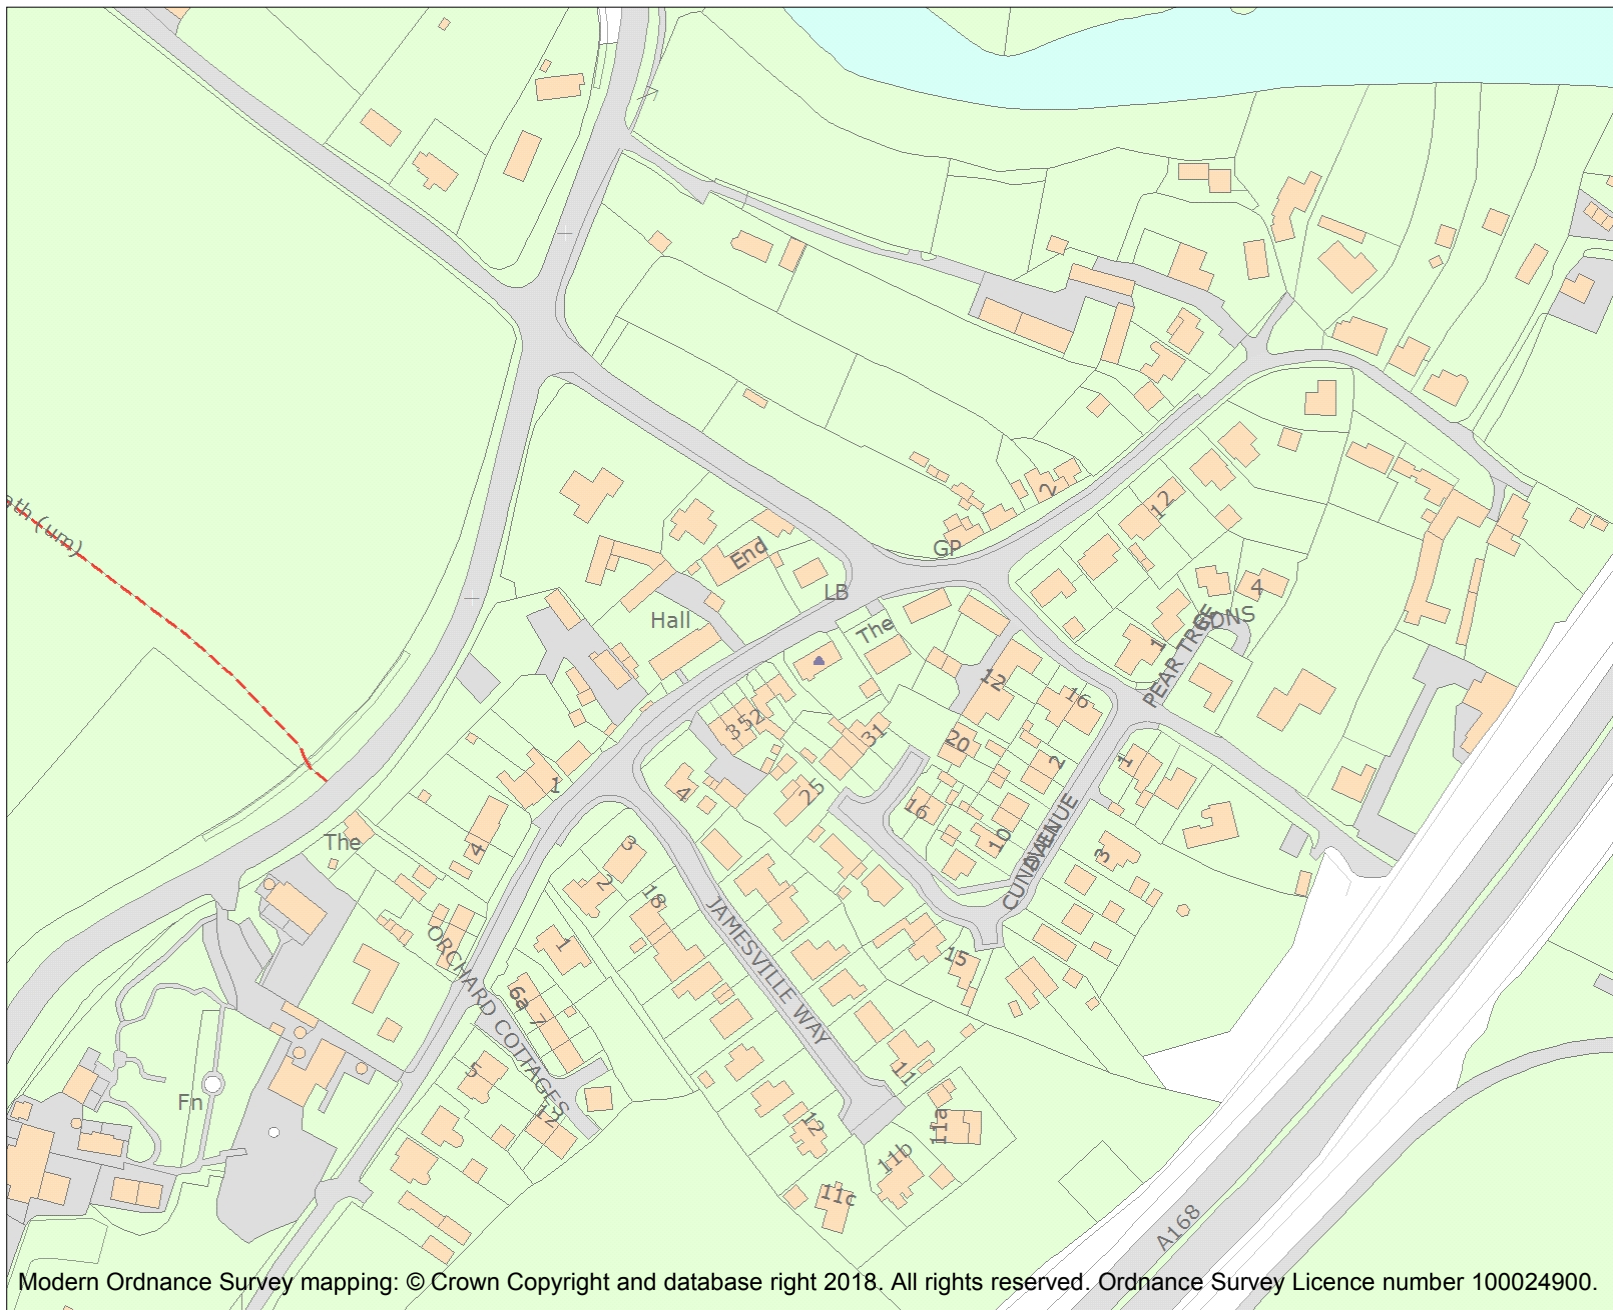 ath (um)
2
GP
12
End
LB
Hall
The
4
GDNS
1
PEAR TREE
12
16
352
31
20
2
1
1
4
25
16
10
The
4
3
CUNDALL
AVENUE
3
2
18
JAMESVILLE WAY
ORCHARD COTTAGES
1
15
6a
7
5
11
Fn
12
12
11a
11b
11c
A168
Modern Ordnance Survey mapping: © Crown Copyright and database right 2018. All rights reserved. Ordnance Survey Licence number 100024900.